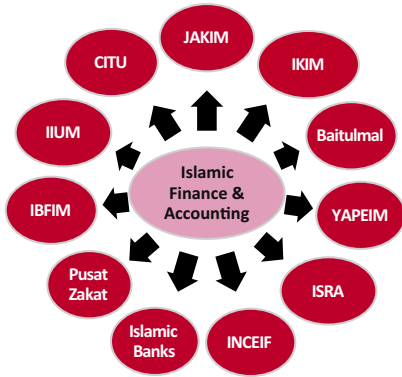 JAKIM
CITU
IKIM
IIUM
Baitulmal
Islamic
Finance &
Accounting
IBFIM
YAPEIM
Pusat
Zakat
ISRA
Islamic
Banks
INCEIF